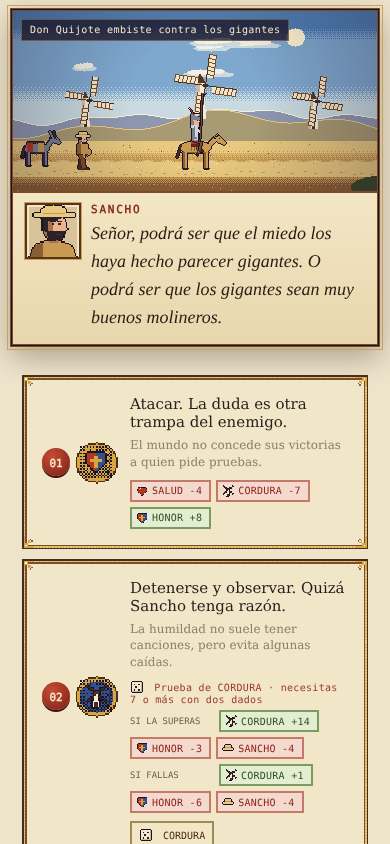 Don Quijote embiste contra los gigantes
SANCHO
Señor, podrá ser que el miedo los
haya hecho parecer gigantes. O
podrá ser que los gigantes sean muy
buenos molineros.
01
Atacar. La duda es otra
trampa del enemigo.
El mundo no concede sus victorias
a quien pide pruebas.
SALUD -4 CORDURA -7
HONOR +8
02
Detenerse y observar. Quizá
Sancho tenga razón.
La humildad no suele tener
canciones, pero evita algunas
caídas.
Prueba de CORDURA · necesitas
7 o más con dos dados
SI LA SUPERAS CORDURA +14
HONOR -3 SANCHO -4
SI FALLAS CORDURA +1
HONOR -6 SANCHO -4
CORDURA